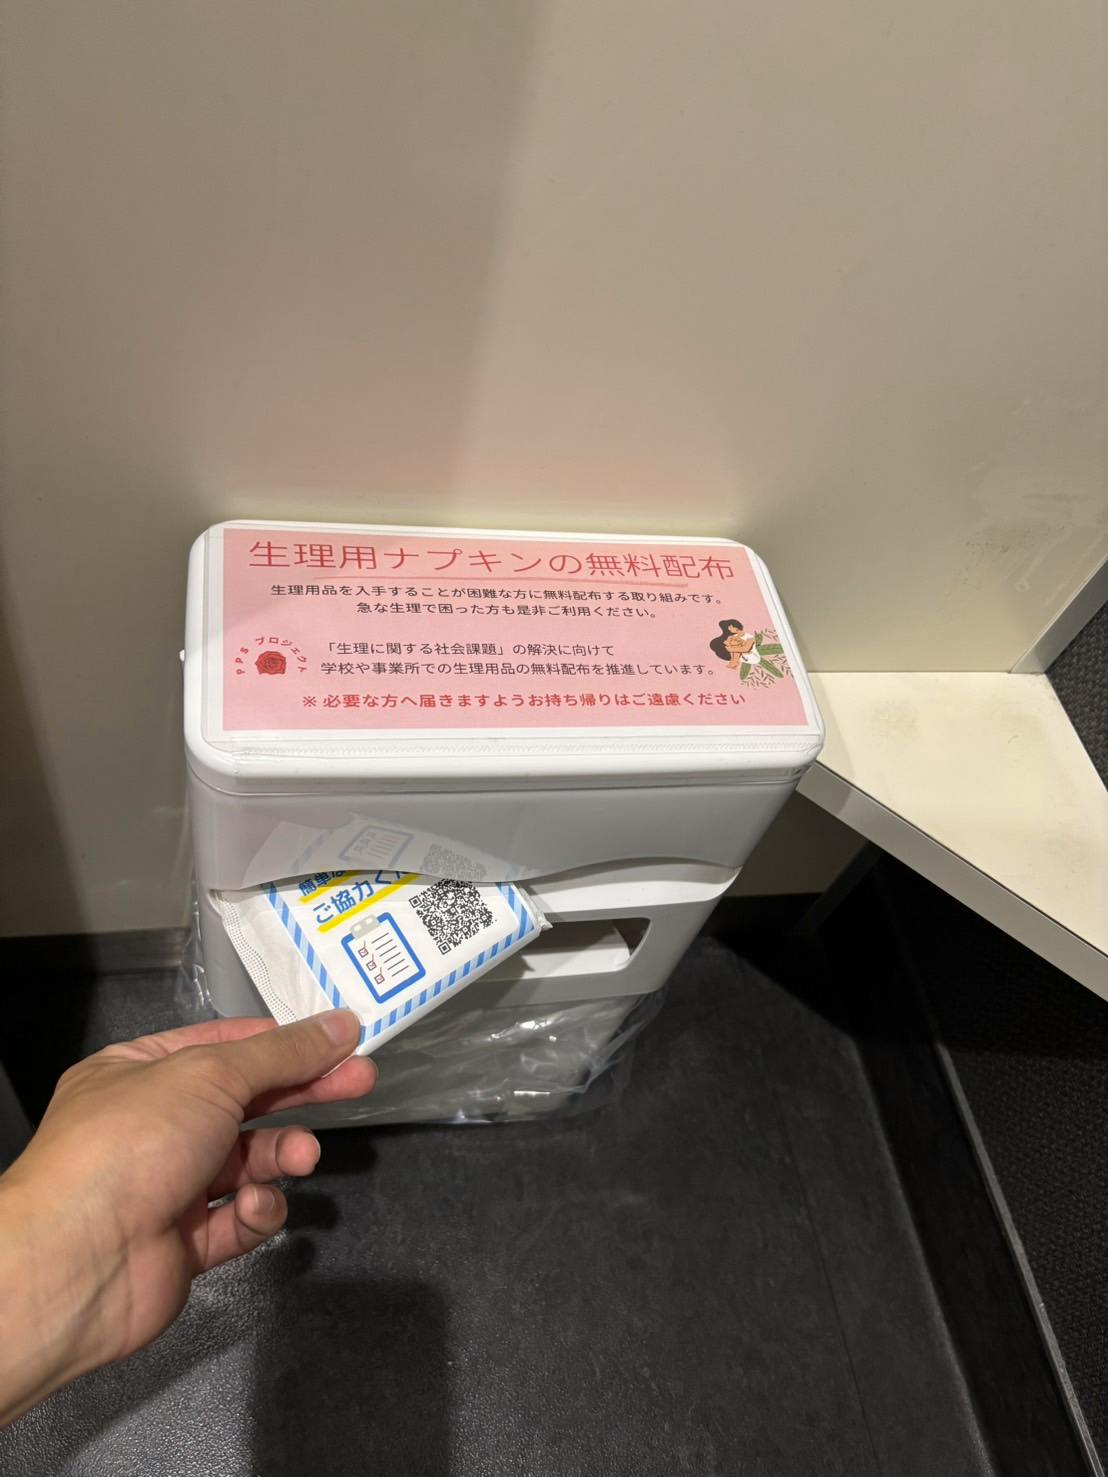 生理用ナプキンの無料配布
生理用品を入手することが困難な方に無料配布する取り組みです。
急な生理で困った方も是非ご利用ください。
PPS プロジェクト
「生理に関する社会課題」の解決に向けて
学校や事業所での生理用品の無料配布を推進しています。
※ 必要な方へ届きますようお持ち帰りはご遠慮ください
簡単な
ご協力く